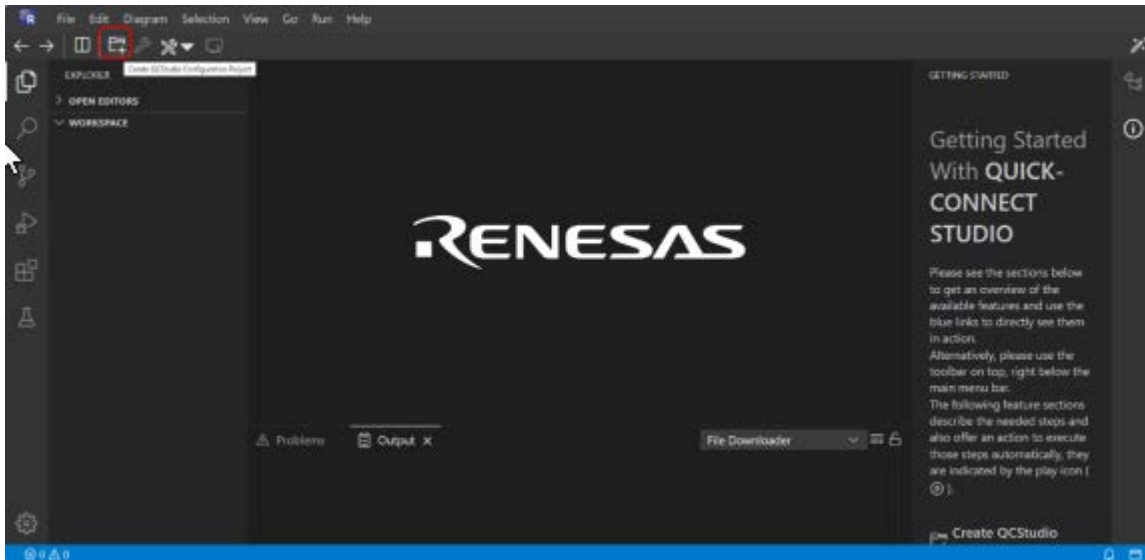 File Edit Diagram Selection View Go Run Help
Create QCStudio Configuration Project
EXPLORER
OPEN EDITORS
WORKSPACE
RENESAS
Problems
Output
File Downloader
GETTING STARTED
Getting Started
With QUICK-
CONNECT
STUDIO
Please see the sections below
to get an overview of the
available features and use the
blue links to directly see them
in action.
Alternatively, please use the
toolbar on top, right below the
main menu bar.
The following feature sections
describe the needed steps and
also offer an action to execute
those steps automatically, they
are indicated by the play icon (
).
Create QCStudio
0 0